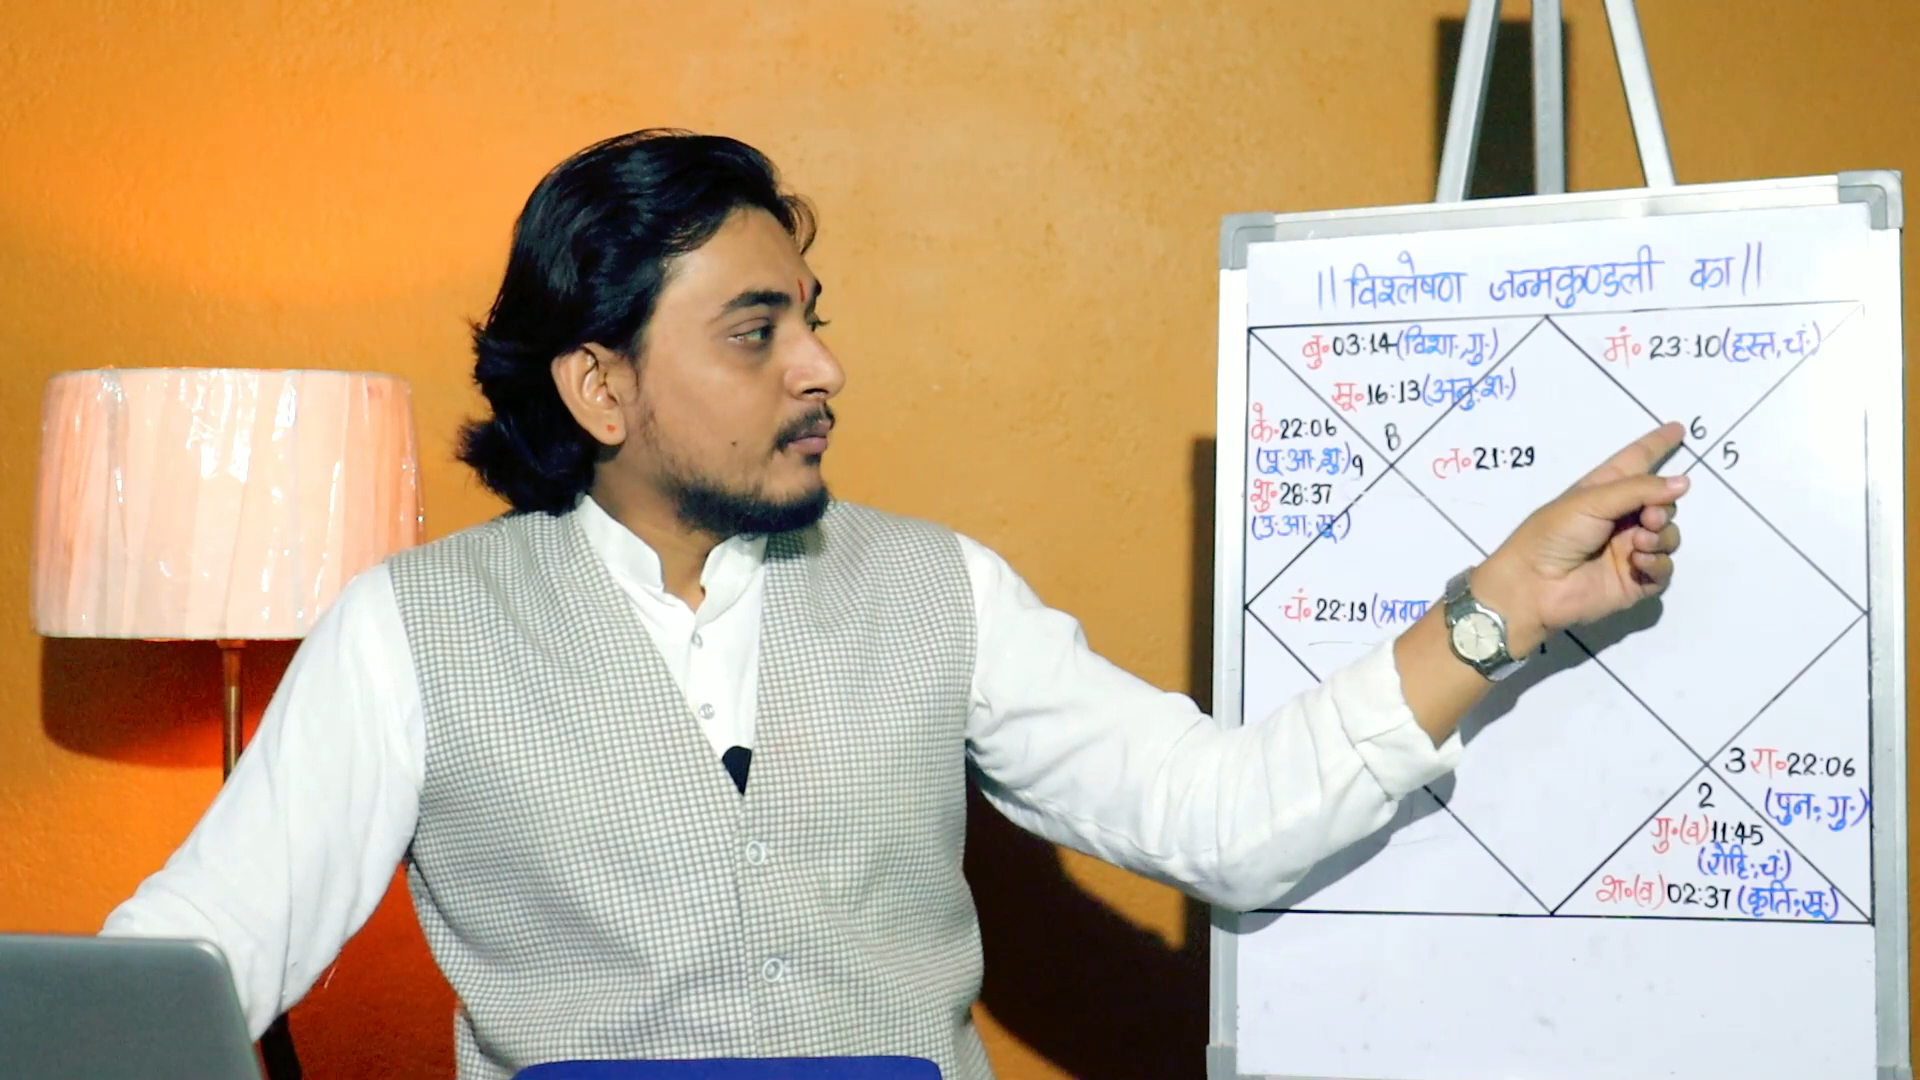 || विश्लेषण जन्मकुण्डली का ||
बु॰03:14(विशा;गु॰)
सू॰16:13(अनु;श॰)
मं॰ 23:10(हस्त,चं॰)
के॰22:06
(पू॰आ;शु॰)9
शु॰28:37
(उ॰आ;सू॰)
8
ल॰21:29
6
5
चं॰22:19(श्रवण
3 रा॰22:06
(पुन॰;गु॰)
2
गु॰(व)11:45
(रोहि॰;चं॰)
श॰(व)02:37(कृति॰;सू॰)